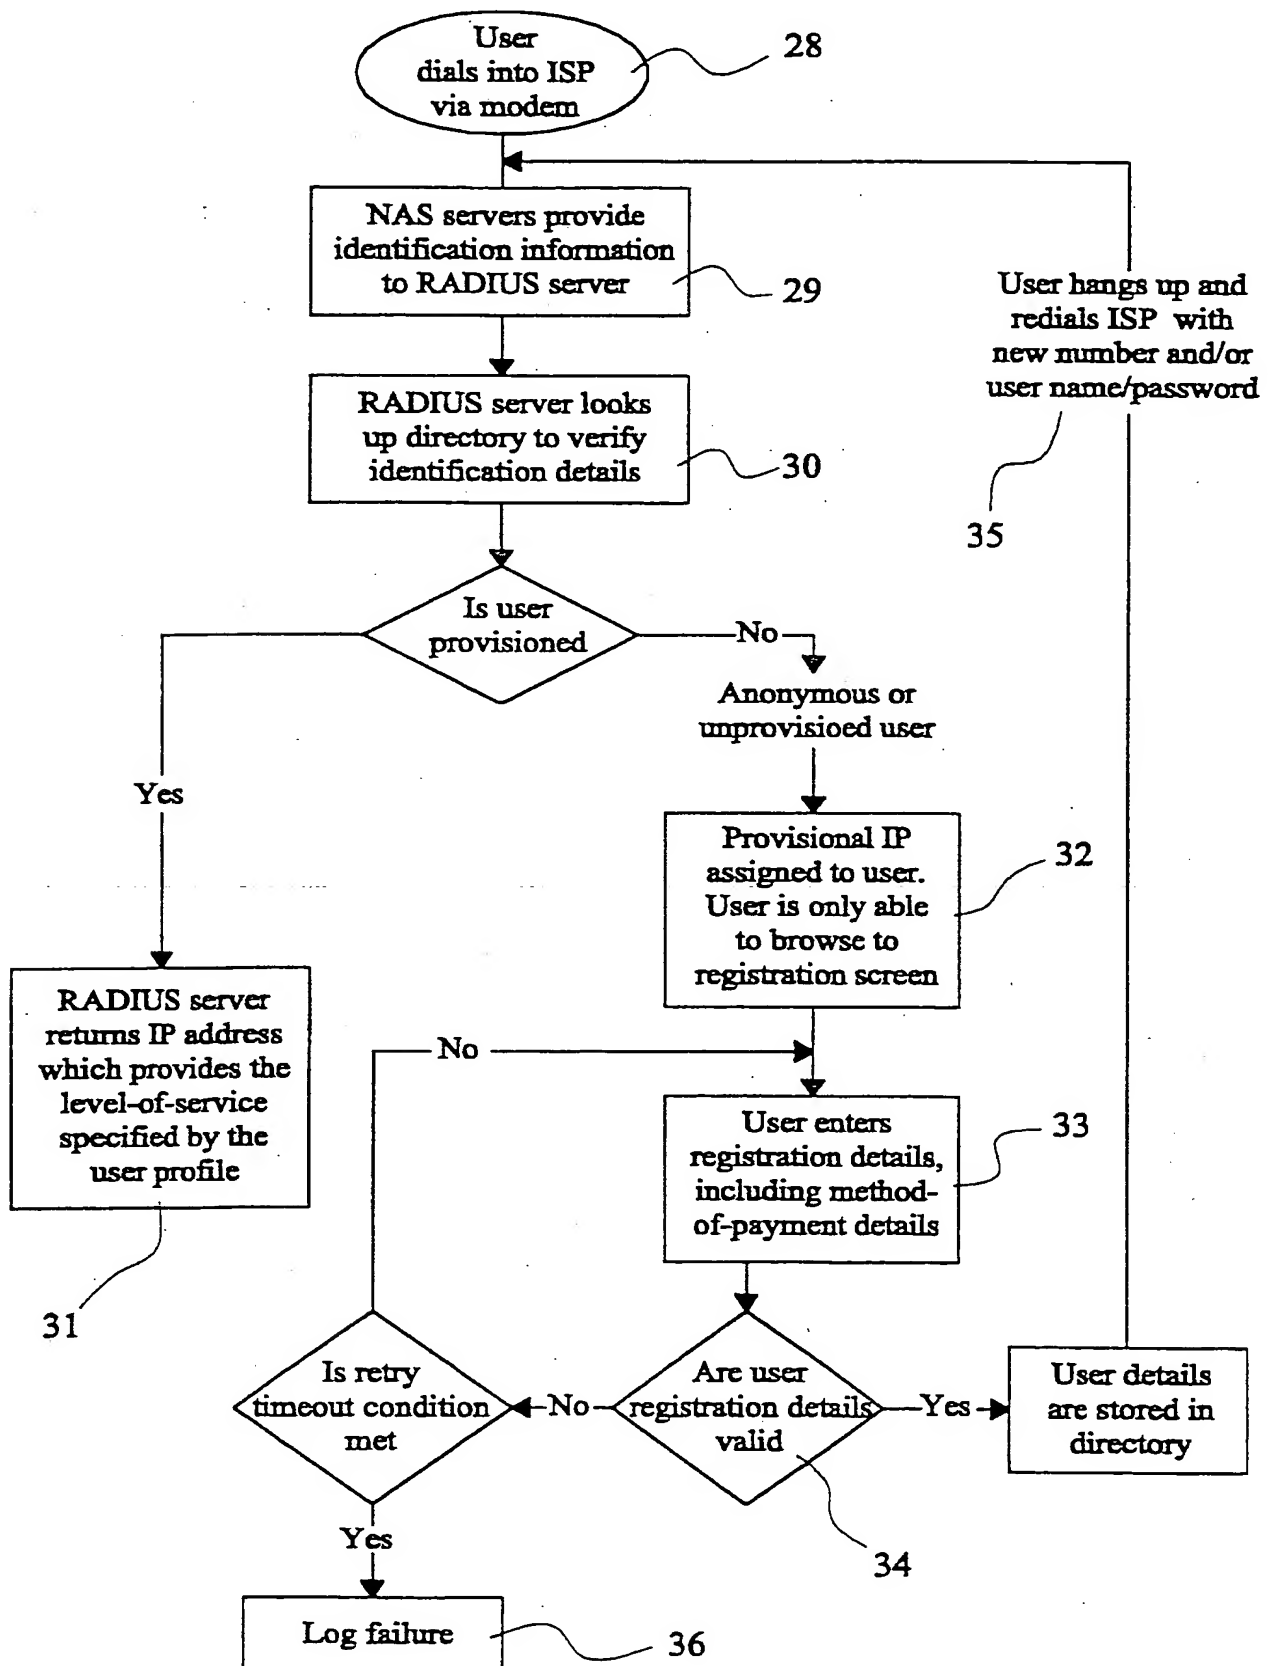 User
dials into ISP
via modem
28
NAS servers provide
identification information
to RADIUS server
29
User hangs up and
redials ISP with
new number and/or
user name/password
35
RADIUS server looks
up directory to verify
identification details
30
Is user
provisioned
No
Anonymous or
unprovisioed user
Yes
Provisional IP
assigned to user.
User is only able
to browse to
registration screen
32
RADIUS server
returns IP address
which provides the
level-of-service
specified by the
user profile
31
No
User enters
registration details,
including method-
of-payment details
33
Is retry
timeout condition
met
No
Are user
registration details
valid
34
Yes
User details
are stored in
directory
Yes
Log failure
36